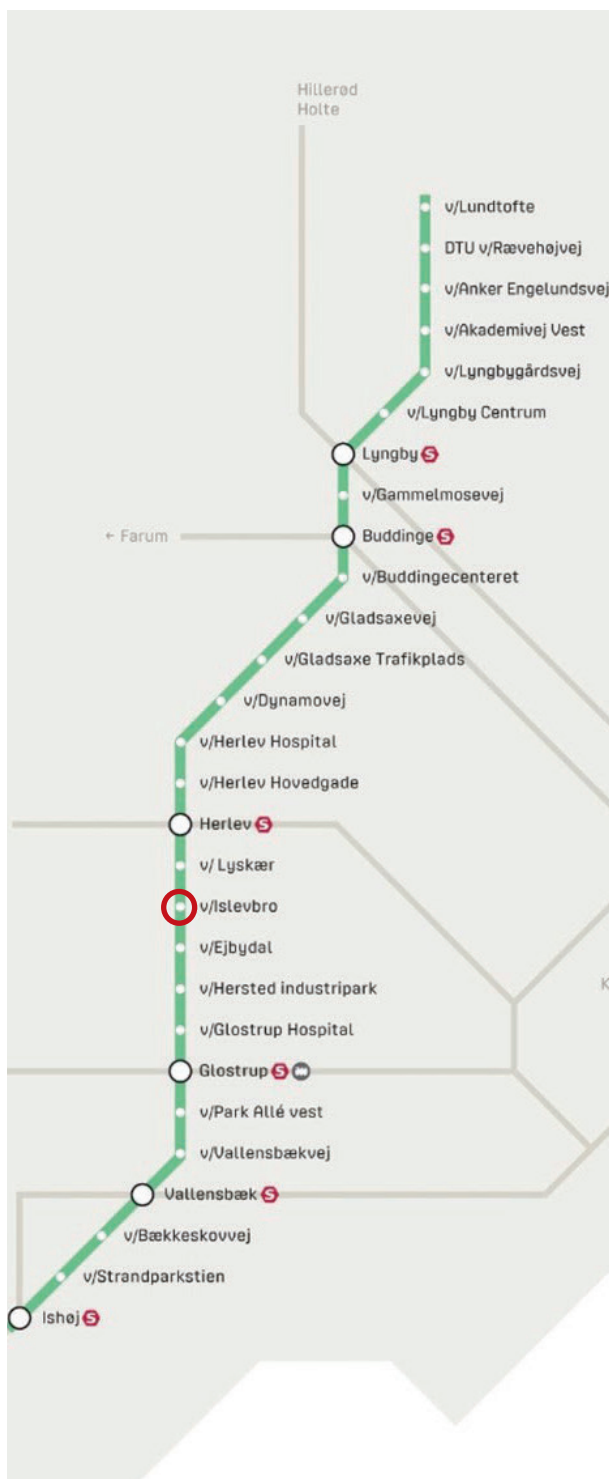 Hillerød
Holte
v/Lundtofte
DTU v/Rævehøjvej
v/Anker Engelundsvej
v/Akademivej Vest
v/Lyngbygårdsvej
v/Lyngby Centrum
Lyngby S
v/Gammelmosevej
← Farum
Buddinge S
v/Buddingecenteret
v/Gladsaxevej
v/Gladsaxe Trafikplads
v/Dynamovej
v/Herlev Hospital
v/Herlev Hovedgade
Herlev S
v/ Lyskær
v/Islevbro
v/Ejbydal
v/Hersted industripark
K
v/Glostrup Hospital
Glostrup S
v/Park Allé vest
v/Vallensbækvej
Vallensbæk S
v/Bækkeskovvej
v/Strandparkstien
Ishøj S